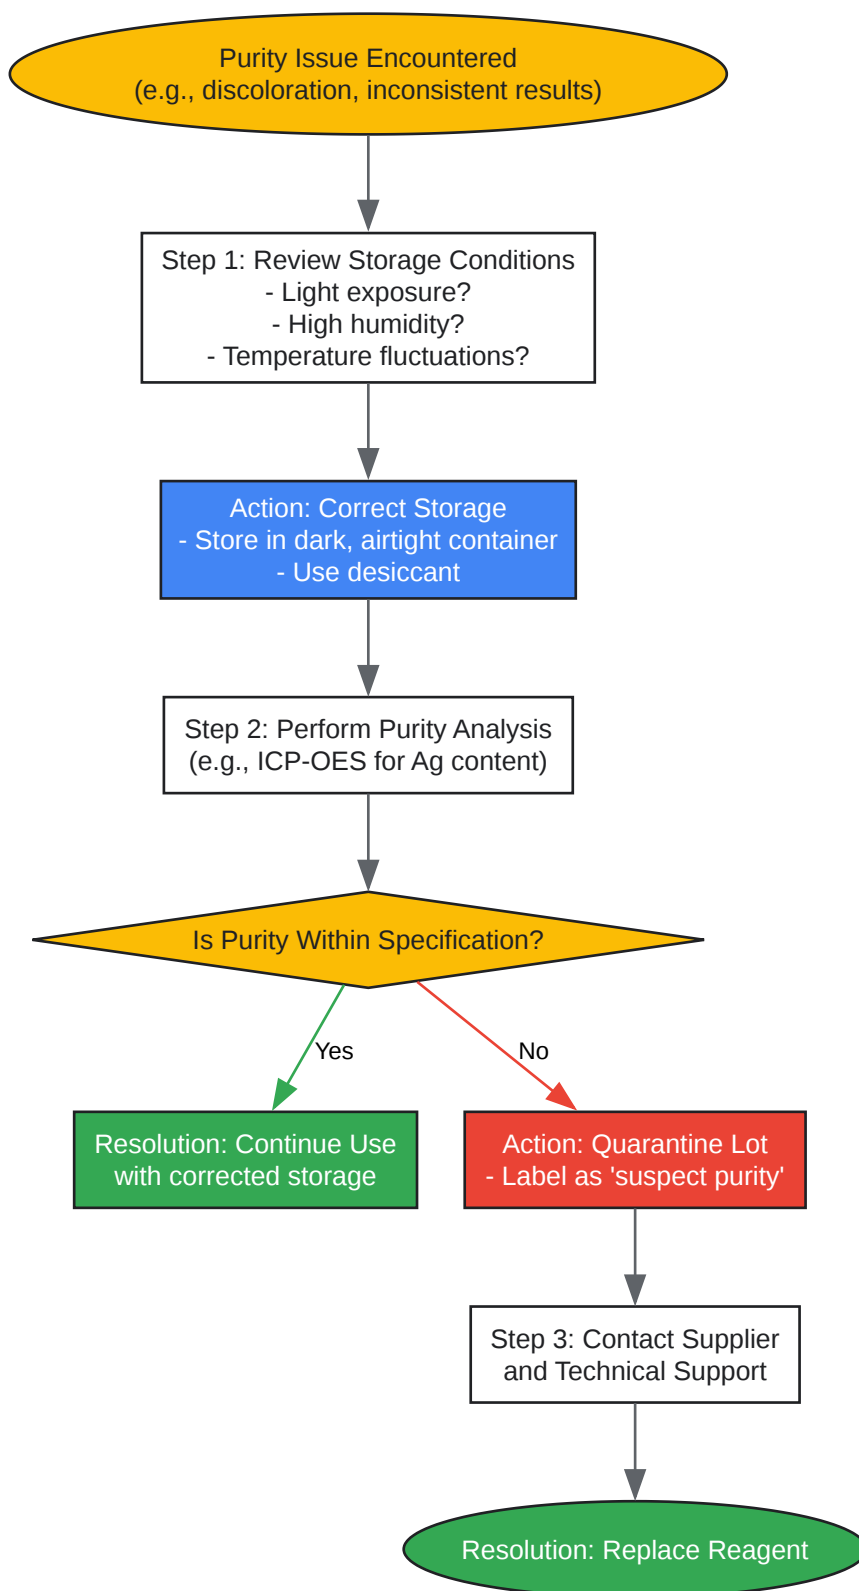 Purity Issue Encountered
(e.g., discoloration, inconsistent results)
Step 1: Review Storage Conditions
- Light exposure?
- High humidity?
- Temperature fluctuations?
Action: Correct Storage
- Store in dark, airtight container
- Use desiccant
Step 2: Perform Purity Analysis
(e.g., ICP-OES for Ag content)
Is Purity Within Specification?
Yes
No
Resolution: Continue Use
with corrected storage
Action: Quarantine Lot
- Label as 'suspect purity'
Step 3: Contact Supplier
and Technical Support
Resolution: Replace Reagent